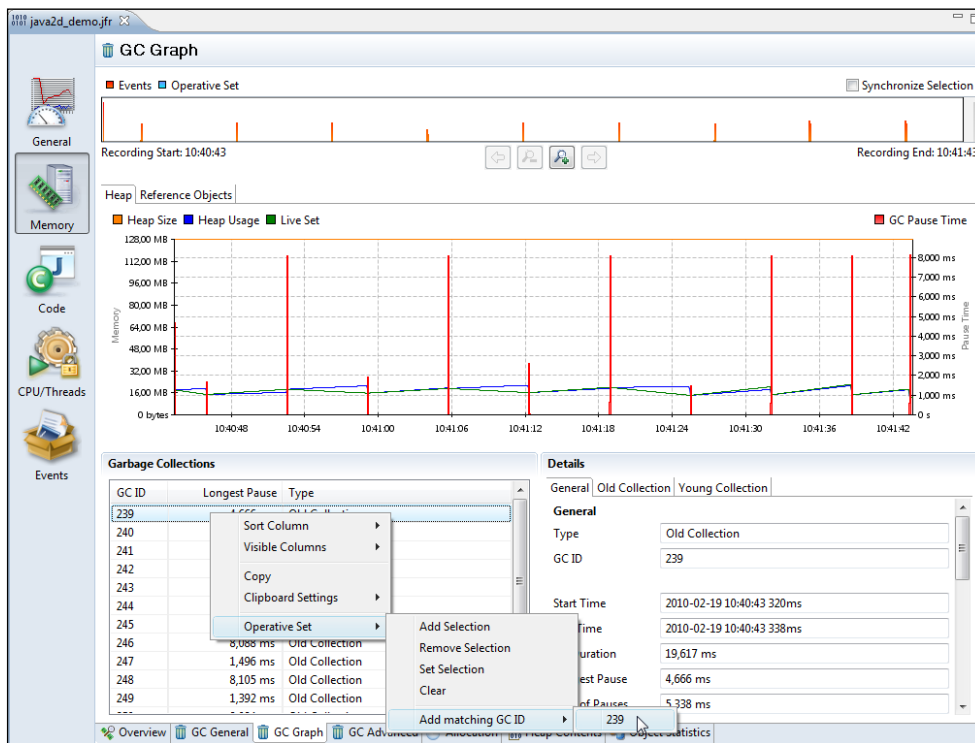 java2d_demo.jfr
GC Graph
Events Operative Set Synchronize Selection
Recording Start: 10:40:43 Recording End: 10:41:43
General
Memory
Code
CPU/Threads
Events
Heap Reference Objects
Heap Size Heap Usage Live Set GC Pause Time
128,00 MB
112,00 MB
96,00 MB
80,00 MB
64,00 MB
48,00 MB
32,00 MB
16,00 MB
0 bytes
Memory
8,000 ms
7,000 ms
6,000 ms
5,000 ms
4,000 ms
3,000 ms
2,000 ms
1,000 ms
0 s
Pause Time
10:40:48 10:40:54 10:41:00 10:41:06 10:41:12 10:41:18 10:41:24 10:41:30 10:41:36 10:41:42
Garbage Collections
GC ID Longest Pause Type
239
240
241
242
243
244
245
246 8,088 ms Old Collection
247 1,496 ms Old Collection
248 8,105 ms Old Collection
249 1,392 ms Old Collection
Sort Column
Visible Columns
Copy
Clipboard Settings
Operative Set
Add Selection
Remove Selection
Set Selection
Clear
Add matching GC ID
239
Details
General Old Collection Young Collection
General
Type Old Collection
GC ID 239
Start Time 2010-02-19 10:40:43 320ms
Time 2010-02-19 10:40:43 338ms
19,617 ms
Pause 4,666 ms
of Pauses 5,338 ms
Overview GC General GC Graph GC Advanced Allocation Heap Contents Object Statistics